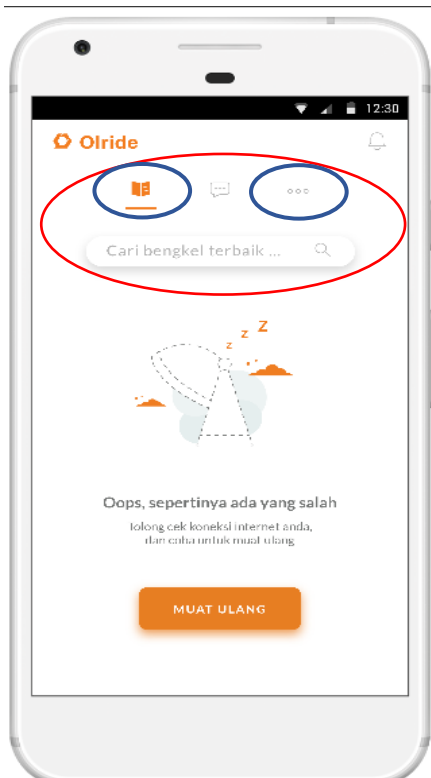 12:30
Olride
Cari bengkel terbaik ...
z z Z
Oops, sepertinya ada yang salah
tolong cek koneksi internet anda,
dan coba untuk muat ulang
MUAT ULANG